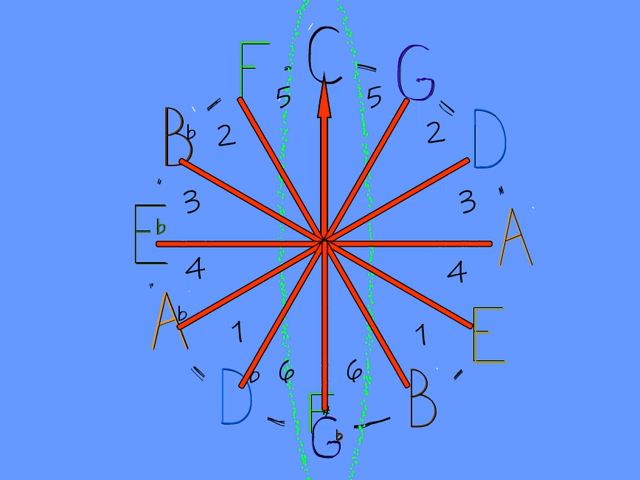 C
F G
5 5
B♭ 2 2 D
3 3
E♭ A
4 4
A♭ E
1 1
D♭ 6 6 B
F#
G♭